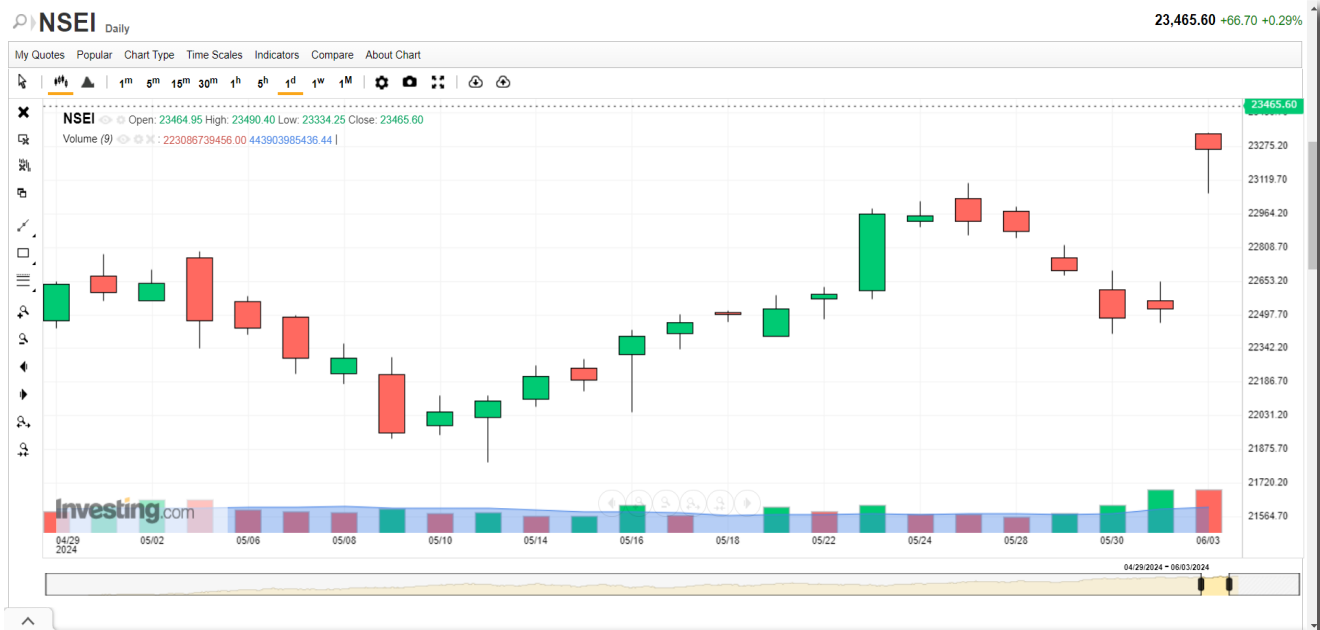 NSEI Daily
23,465.60 +66.70 +0.29%
My Quotes Popular Chart Type Time Scales Indicators Compare About Chart
1m 5m 15m 30m 1h 5h 1d 1w 1M
23465.60
NSEI Open: 23464.95 High: 23490.40 Low: 23334.25 Close: 23465.60
Volume (9) : 223086739456.00 443903985436.44 |
23275.20
23119.70
22964.20
22808.70
22653.20
22497.70
22342.20
22186.70
22031.20
21875.70
21720.20
21564.70
Investing.com
04/29 05/02 05/06 05/08 05/10 05/14 05/16 05/18 05/22 05/24 05/28 05/30 06/03
2024
04/29/2024 - 06/03/2024